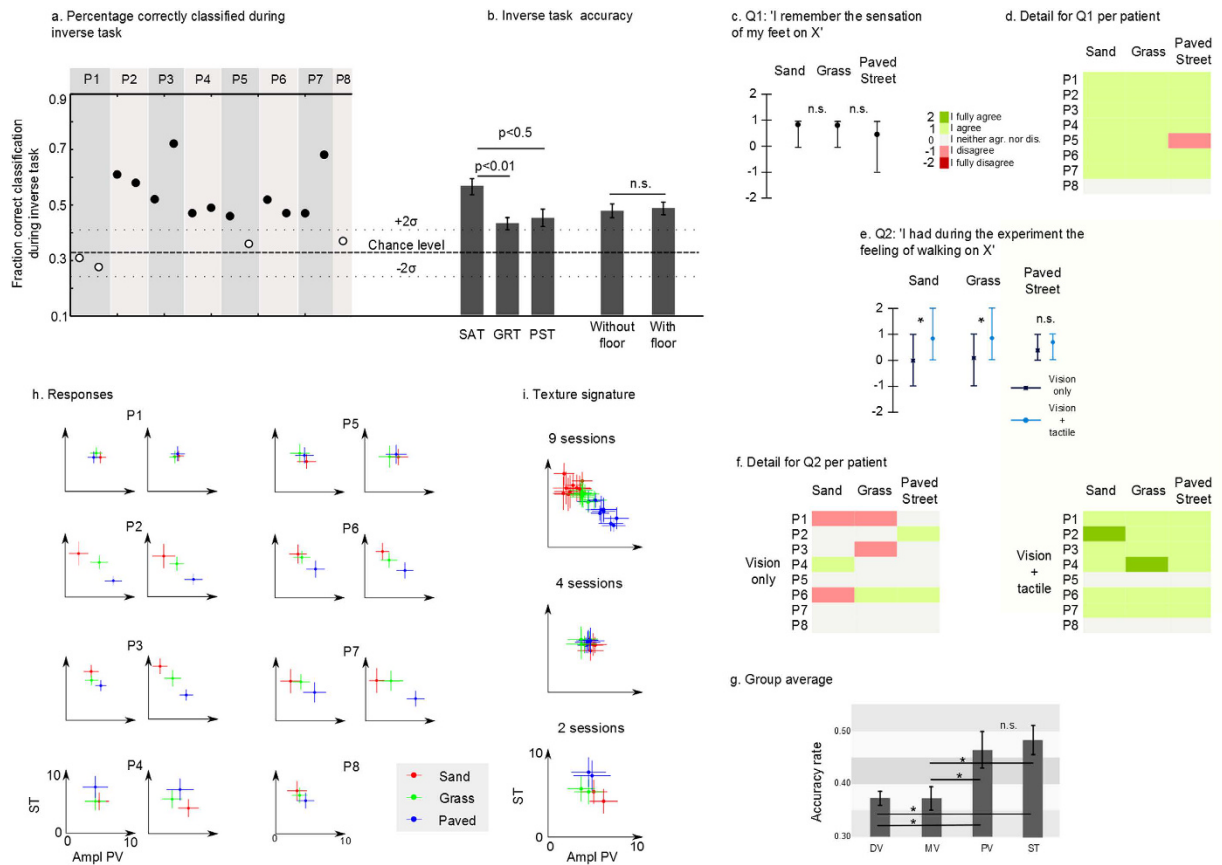 a. Percentage correctly classified during
inverse task
P1 P2 P3 P4 P5 P6 P7 P8
Fraction correct classification
during inverse task
0.9
0.7
0.5
0.3
0.1
+2σ
Chance level
-2σ
b. Inverse task accuracy
p<0.5
p<0.01
n.s.
SAT GRT PST
Without
floor
With
floor
c. Q1: 'I remember the sensation
of my feet on X'
Sand Grass Paved
Street
2
1
0
-1
-2
n.s. n.s.
2 I fully agree
1 I agree
0 I neither agr. nor dis.
-1 I disagree
-2 I fully disagree
d. Detail for Q1 per patient
Sand Grass Paved
Street
P1
P2
P3
P4
P5
P6
P7
P8
e. Q2: 'I had during the experiment the
feeling of walking on X'
Sand Grass Paved
Street
2
1
0
-1
-2
* * n.s.
Vision
only
Vision
+
tactile
f. Detail for Q2 per patient
Sand Grass Paved
Street
Vision
only
P1
P2
P3
P4
P5
P6
P7
P8
Sand Grass Paved
Street
Vision
+
tactile
P1
P2
P3
P4
P5
P6
P7
P8
g. Group average
Accuracy rate
0.50
0.40
0.30
n.s.
*
*
*
*
DV MV PV ST
h. Responses
P1 P5
P2 P6
P3 P7
P4 P8
ST
10
0
0 10
Ampl PV
0 10
Sand
Grass
Paved
i. Texture signature
9 sessions
4 sessions
2 sessions
ST
10
0
0 10
Ampl PV